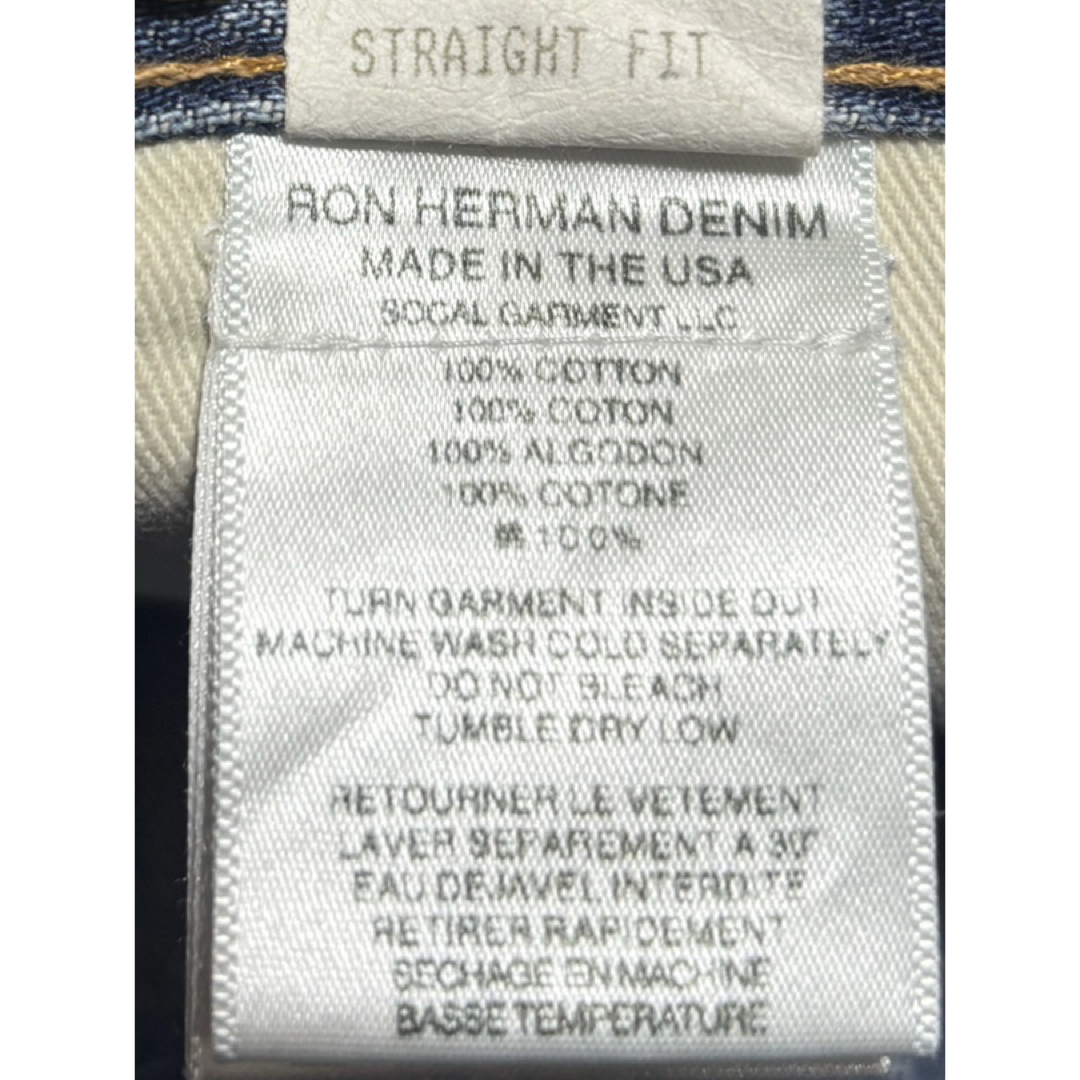 STRAIGHT FIT
RON HERMAN DENIM
MADE IN THE USA
SOCAL GARMENT LLC
100% COTTON
100% COTON
100% ALGODON
100% COTONE
綿 100%
TURN GARMENT INSIDE OUT
MACHINE WASH COLD SEPARATELY
DO NOT BLEACH
TUMBLE DRY LOW
RETOURNER LE VETEMENT
LAVER SEPAREMENT A 30°
EAU DEJAVEL INTERDITE
RETIRER RAPIDEMENT
SECHAGE EN MACHINE
BASSE TEMPERATURE